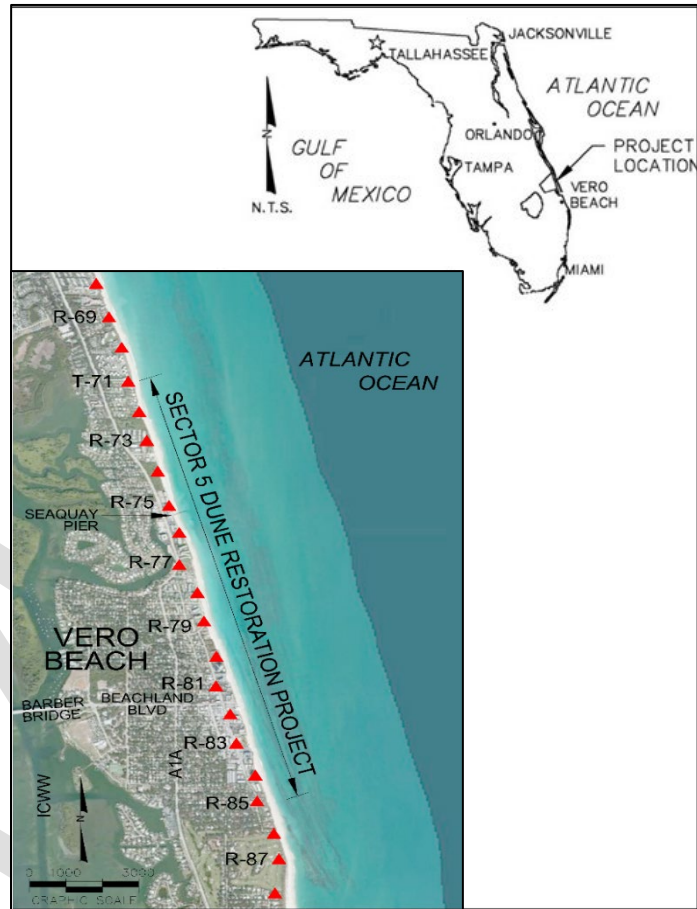 JACKSONVILLE
TALLAHASSEE
ATLANTIC
OCEAN
ORLANDO
PROJECT
LOCATION
GULF
OF
MEXICO
TAMPA
VERO
BEACH
N
N.T.S.
MIAMI
R-69
ATLANTIC
OCEAN
T-71
R-73
SECTOR 5 DUNE RESTORATION PROJECT
R-75
SEAQUAY
PIER
R-77
R-79
VERO
BEACH
R-81
BARBER
BRIDGE
BEACHLAND
BLVD
R-83
A1A
R-85
ICWW
N
R-87
0 1000 3000
GRAPHIC SCALE